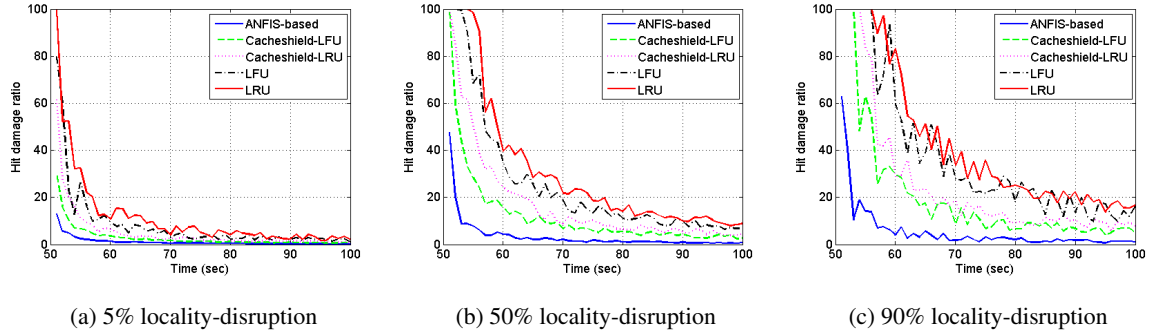 100
80
60
40
20
0
Hit damage ratio
50 60 70 80 90 100
Time (sec)
ANFIS-based
Cacheshield-LFU
Cacheshield-LRU
LFU
LRU
(a) 5% locality-disruption
100
80
60
40
20
0
Hit damage ratio
50 60 70 80 90 100
Time (sec)
ANFIS-based
Cacheshield-LFU
Cacheshield-LRU
LFU
LRU
(b) 50% locality-disruption
100
80
60
40
20
0
Hit damage ratio
50 60 70 80 90 100
Time (sec)
ANFIS-based
Cacheshield-LFU
Cacheshield-LRU
LFU
LRU
(c) 90% locality-disruption